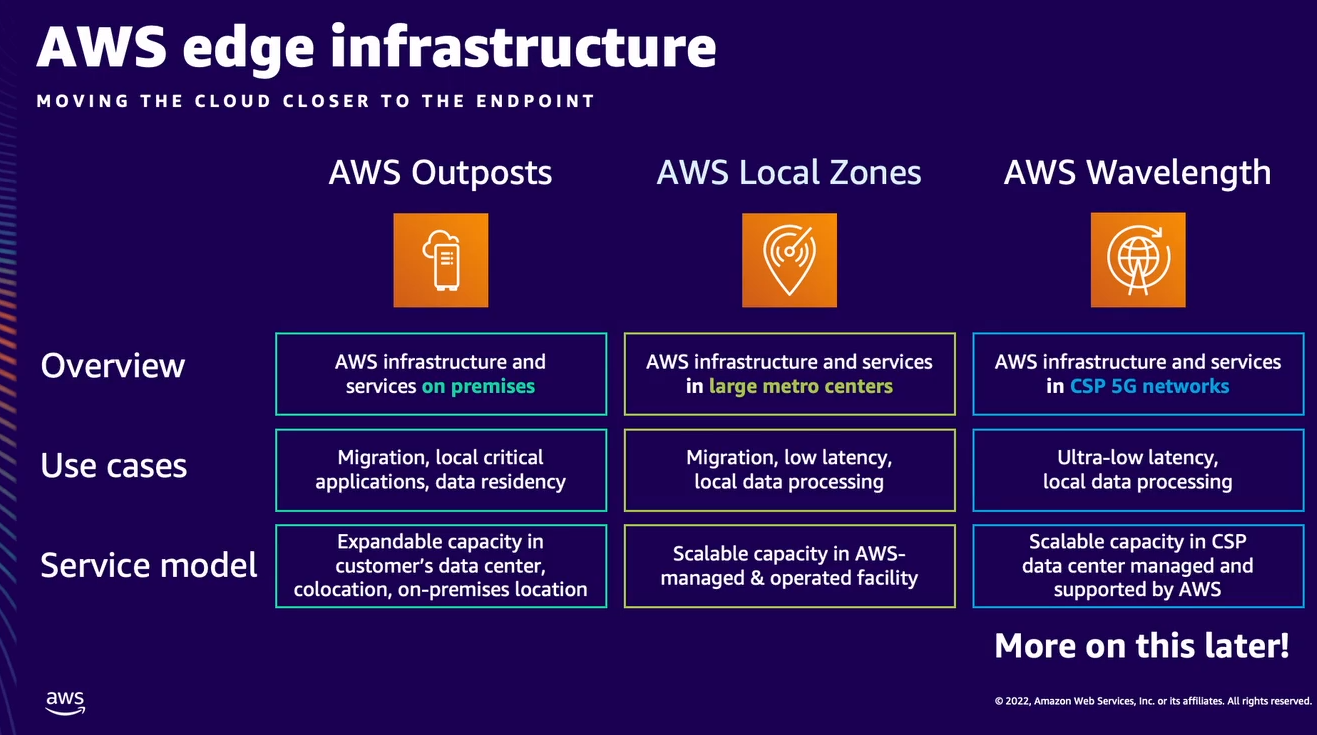 AWS edge infrastructure
MOVING THE CLOUD CLOSER TO THE ENDPOINT
AWS Outposts
AWS Local Zones
AWS Wavelength
Overview
AWS infrastructure and
services on premises
AWS infrastructure and services
in large metro centers
AWS infrastructure and services
in CSP 5G networks
Use cases
Migration, local critical
applications, data residency
Migration, low latency,
local data processing
Ultra-low latency,
local data processing
Service model
Expandable capacity in
customer’s data center,
colocation, on-premises location
Scalable capacity in AWS-
managed & operated facility
Scalable capacity in CSP
data center managed and
supported by AWS
More on this later!
aws
© 2022, Amazon Web Services, Inc. or its affiliates. All rights reserved.